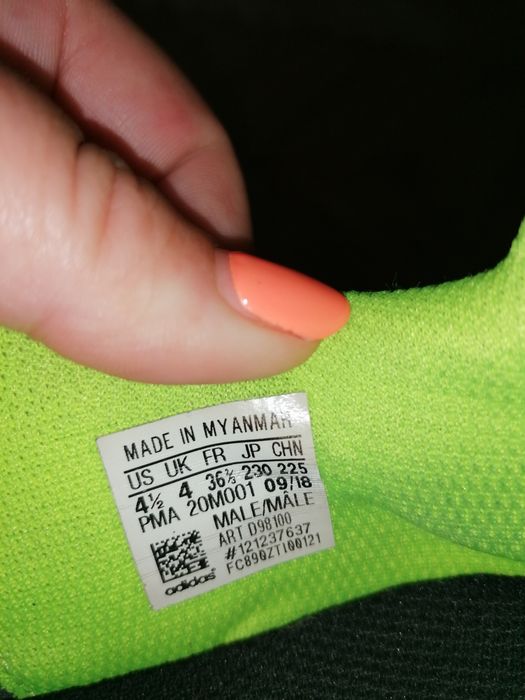 MADE IN MYANMAR
US UK FR JP CHN
4½ 4 36⅔ 230 225
PMA 20M001 09/18
MALE/MÂLE
ART D98100
#121237637
FC890ZT100121
adidas